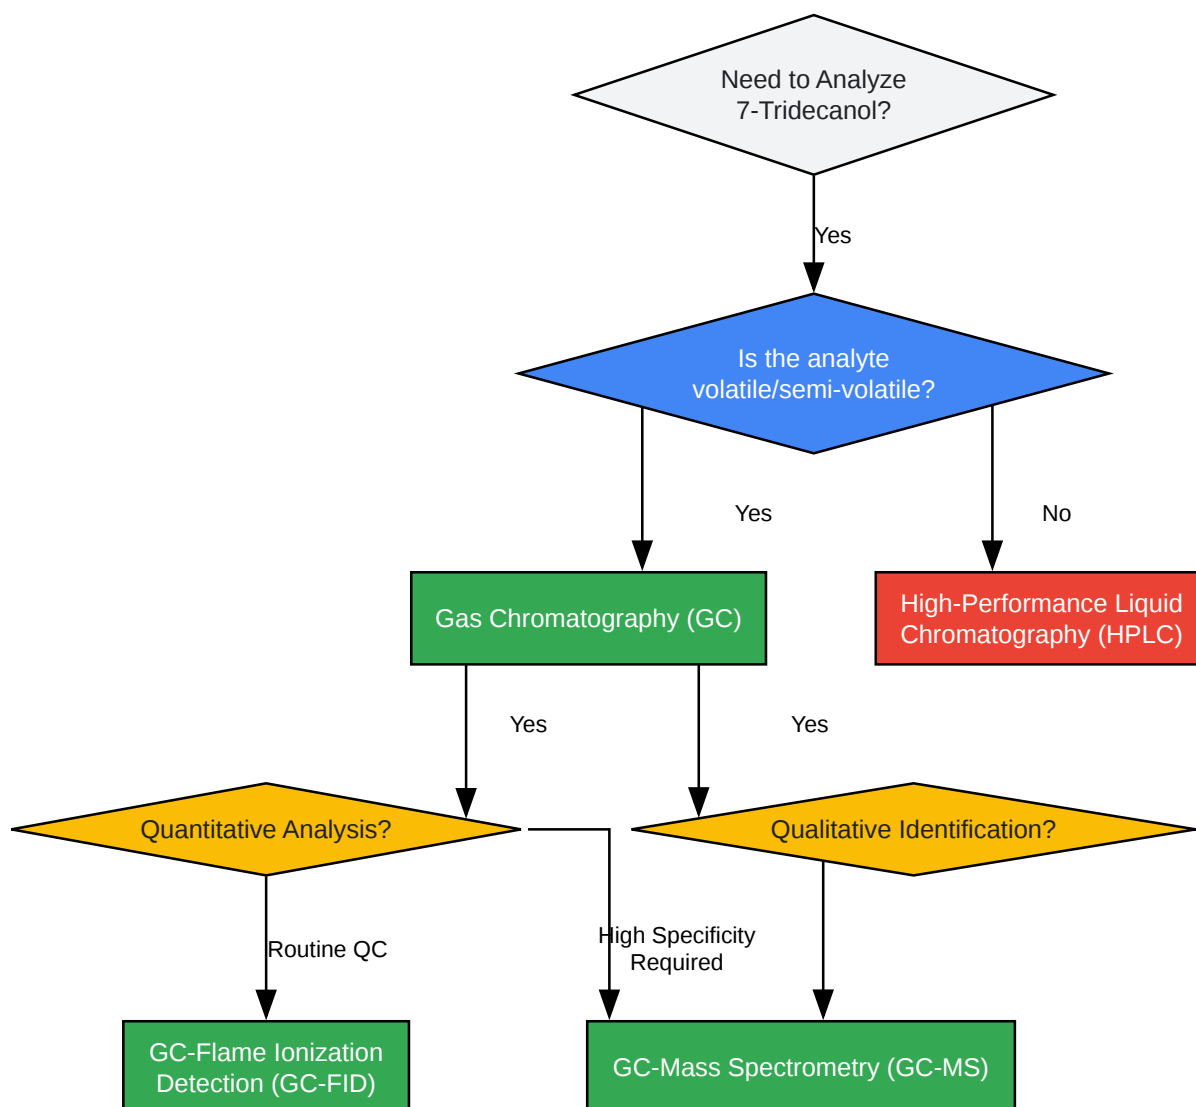 Need to Analyze
7-Tridecanol?
Yes
Is the analyte
volatile/semi-volatile?
Yes
No
Gas Chromatography (GC)
High-Performance Liquid
Chromatography (HPLC)
Yes
Yes
Quantitative Analysis?
Qualitative Identification?
Routine QC
High Specificity
Required
GC-Flame Ionization
Detection (GC-FID)
GC-Mass Spectrometry (GC-MS)